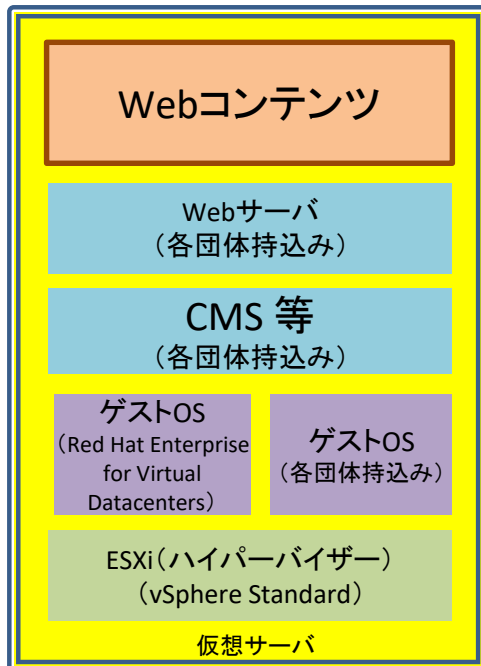 Webコンテンツ
Webサーバ
（各団体持込み）
CMS 等
（各団体持込み）
ゲストOS
（Red Hat Enterprise
for Virtual
Datacenters）
ゲストOS
（各団体持込み）
ESXi（ハイパーバイザー）
（vSphere Standard）
仮想サーバ